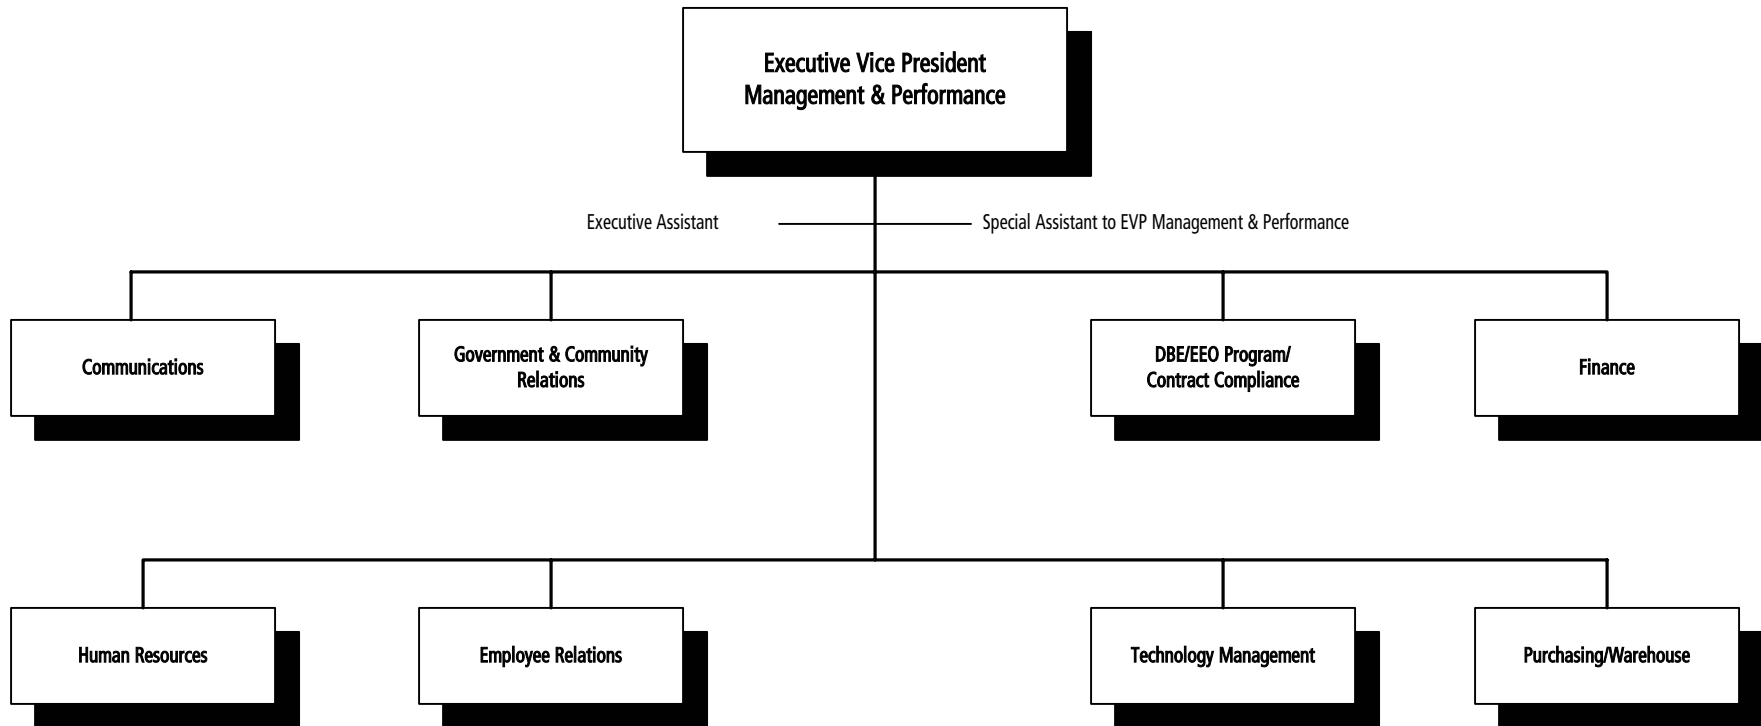 Executive Vice President
Management & Performance
Executive Assistant
Special Assistant to EVP Management & Performance
Communications
Government & Community
Relations
DBE/EEO Program/
Contract Compliance
Finance
Human Resources
Employee Relations
Technology Management
Purchasing/Warehouse